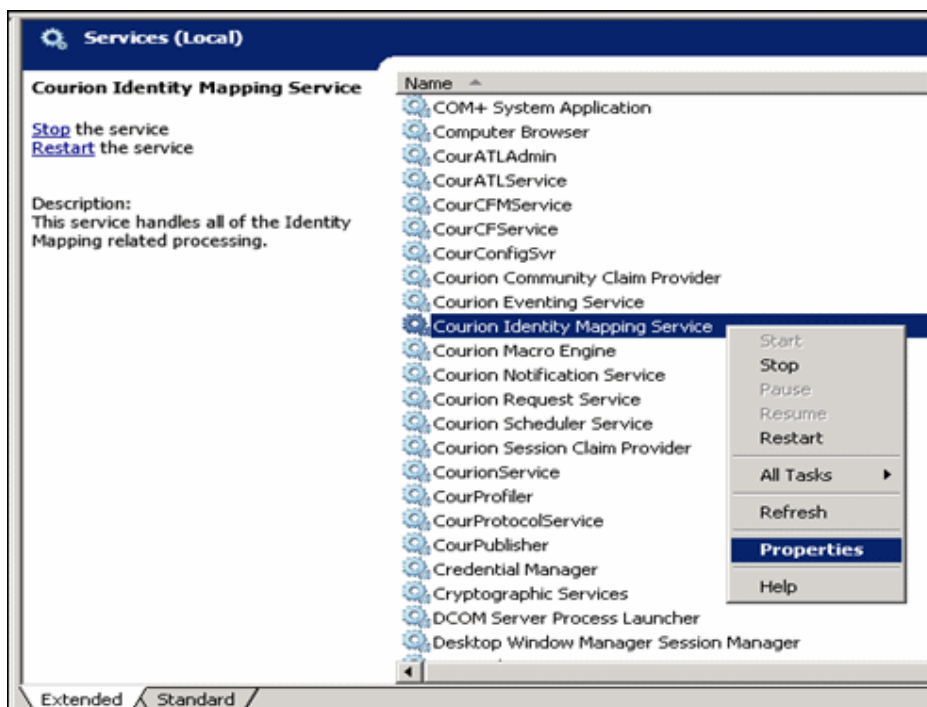 Services (Local)
Courion Identity Mapping Service
Stop the service
Restart the service
Description:
This service handles all of the Identity
Mapping related processing.
Name
COM+ System Application
Computer Browser
CourATLAdmin
CourATLService
CourCFMService
CourCFService
CourConfigSvr
Courion Community Claim Provider
Courion Eventing Service
Courion Identity Mapping Service
Courion Macro Engine
Courion Notification Service
Courion Request Service
Courion Scheduler Service
Courion Session Claim Provider
CourionService
CourProfiler
CourProtocolService
CourPublisher
Credential Manager
Cryptographic Services
DCOM Server Process Launcher
Desktop Window Manager Session Manager
Start
Stop
Pause
Resume
Restart
All Tasks
Refresh
Properties
Help
Extended
Standard